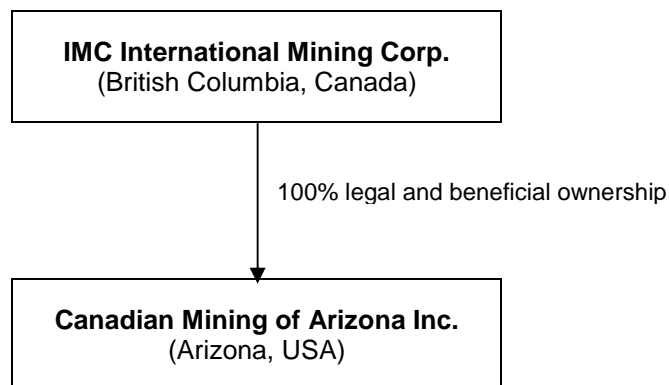 IMC International Mining Corp.
(British Columbia, Canada)
100% legal and beneficial ownership
Canadian Mining of Arizona Inc.
(Arizona, USA)